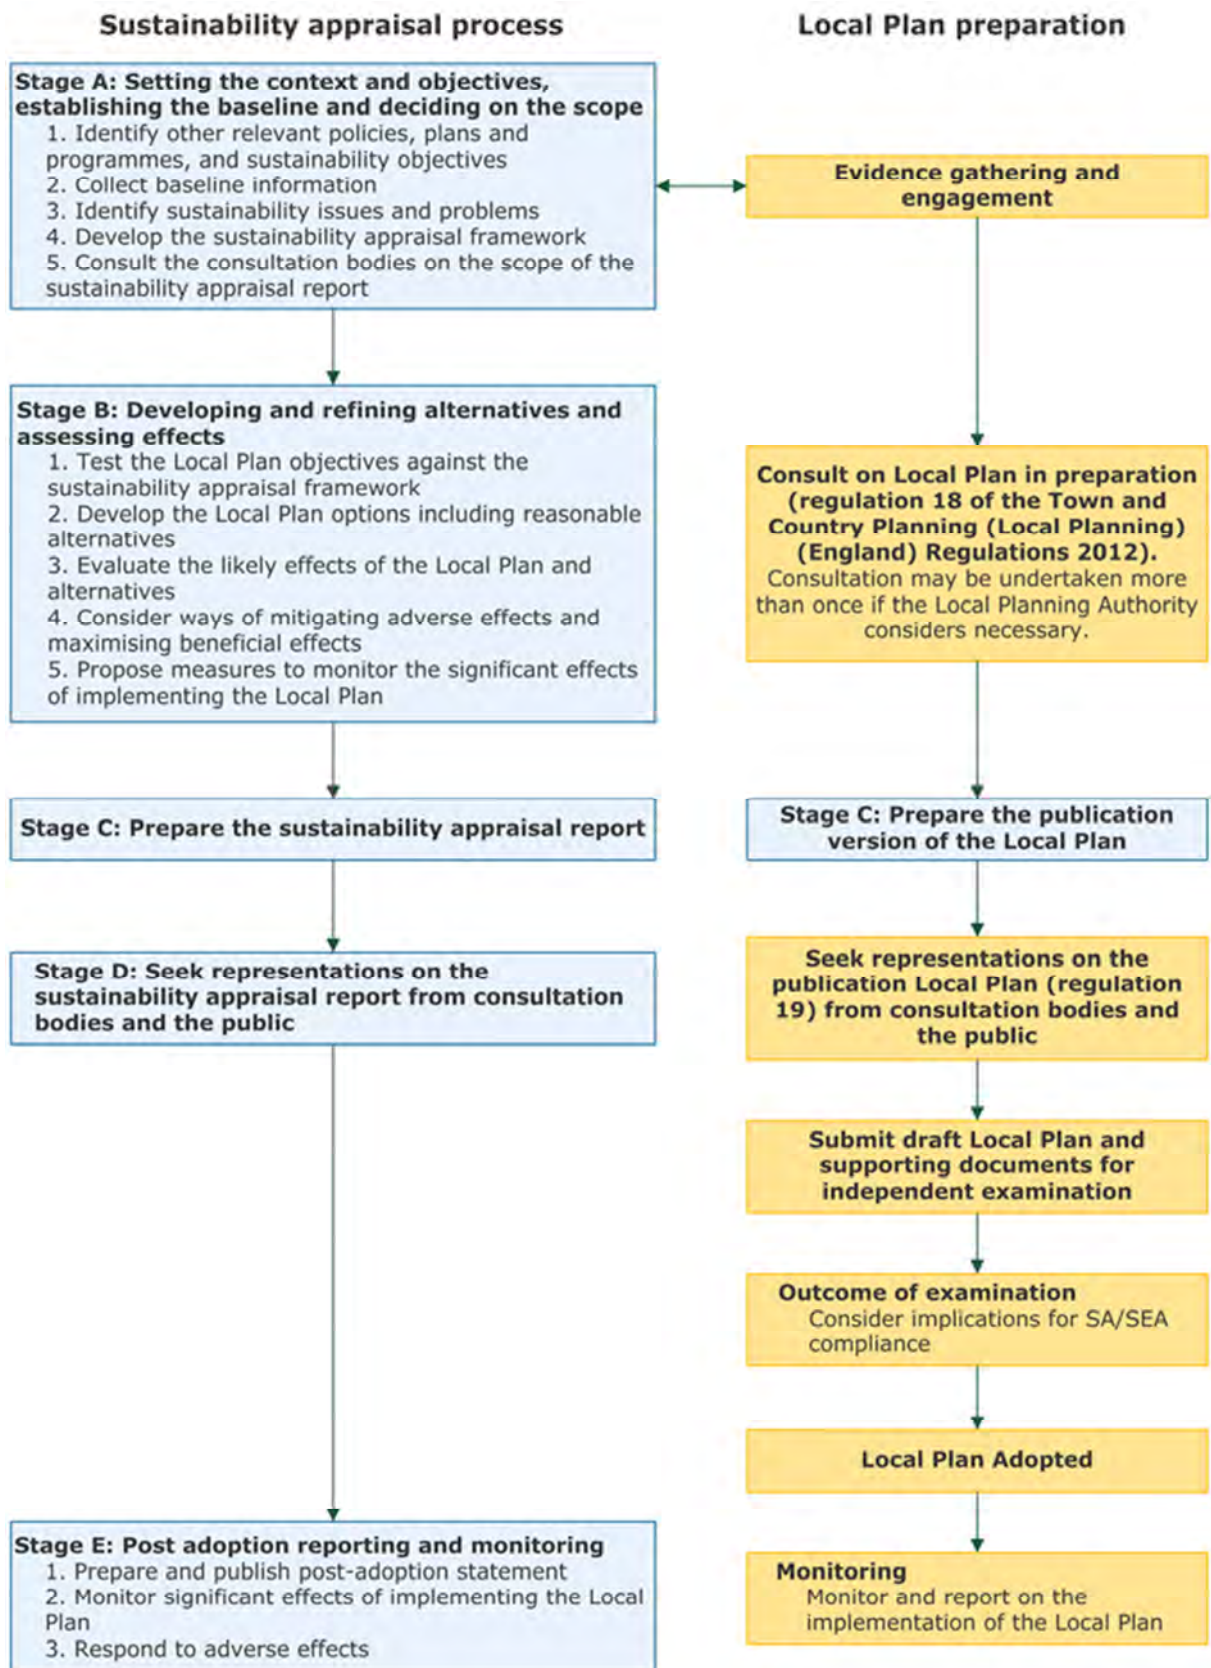 Sustainability appraisal process
Local Plan preparation
Stage A: Setting the context and objectives,
establishing the baseline and deciding on the scope
1. Identify other relevant policies, plans and
programmes, and sustainability objectives
2. Collect baseline information
3. Identify sustainability issues and problems
4. Develop the sustainability appraisal framework
5. Consult the consultation bodies on the scope of the
sustainability appraisal report
Evidence gathering and
engagement
Stage B: Developing and refining alternatives and
assessing effects
1. Test the Local Plan objectives against the
sustainability appraisal framework
2. Develop the Local Plan options including reasonable
alternatives
3. Evaluate the likely effects of the Local Plan and
alternatives
4. Consider ways of mitigating adverse effects and
maximising beneficial effects
5. Propose measures to monitor the significant effects
of implementing the Local Plan
Consult on Local Plan in preparation
(regulation 18 of the Town and
Country Planning (Local Planning)
(England) Regulations 2012).
Consultation may be undertaken more
than once if the Local Planning Authority
considers necessary.
Stage C: Prepare the sustainability appraisal report
Stage C: Prepare the publication
version of the Local Plan
Stage D: Seek representations on the
sustainability appraisal report from consultation
bodies and the public
Seek representations on the
publication Local Plan (regulation
19) from consultation bodies and
the public
Submit draft Local Plan and
supporting documents for
independent examination
Outcome of examination
Consider implications for SA/SEA
compliance
Local Plan Adopted
Stage E: Post adoption reporting and monitoring
1. Prepare and publish post-adoption statement
2. Monitor significant effects of implementing the Local
Plan
3. Respond to adverse effects
Monitoring
Monitor and report on the
implementation of the Local Plan